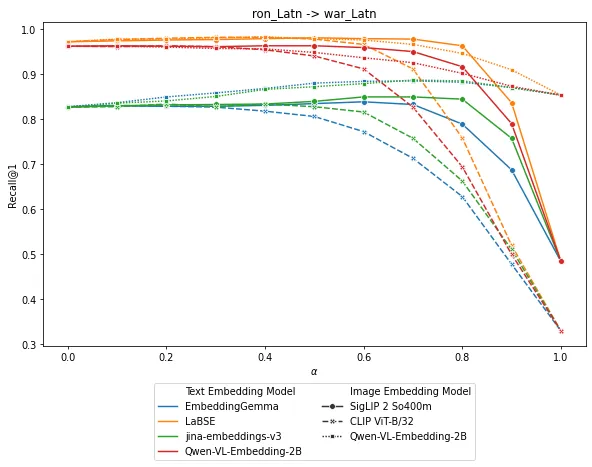 ron_Latn -> war_Latn
1.0
0.9
0.8
0.7
0.6
0.5
0.4
0.3
Recall@1
0.0 0.2 0.4 0.6 0.8 1.0
α
Text Embedding Model Image Embedding Model
EmbeddingGemma SigLIP 2 So400m
LaBSE CLIP ViT-B/32
jina-embeddings-v3 Qwen-VL-Embedding-2B
Qwen-VL-Embedding-2B